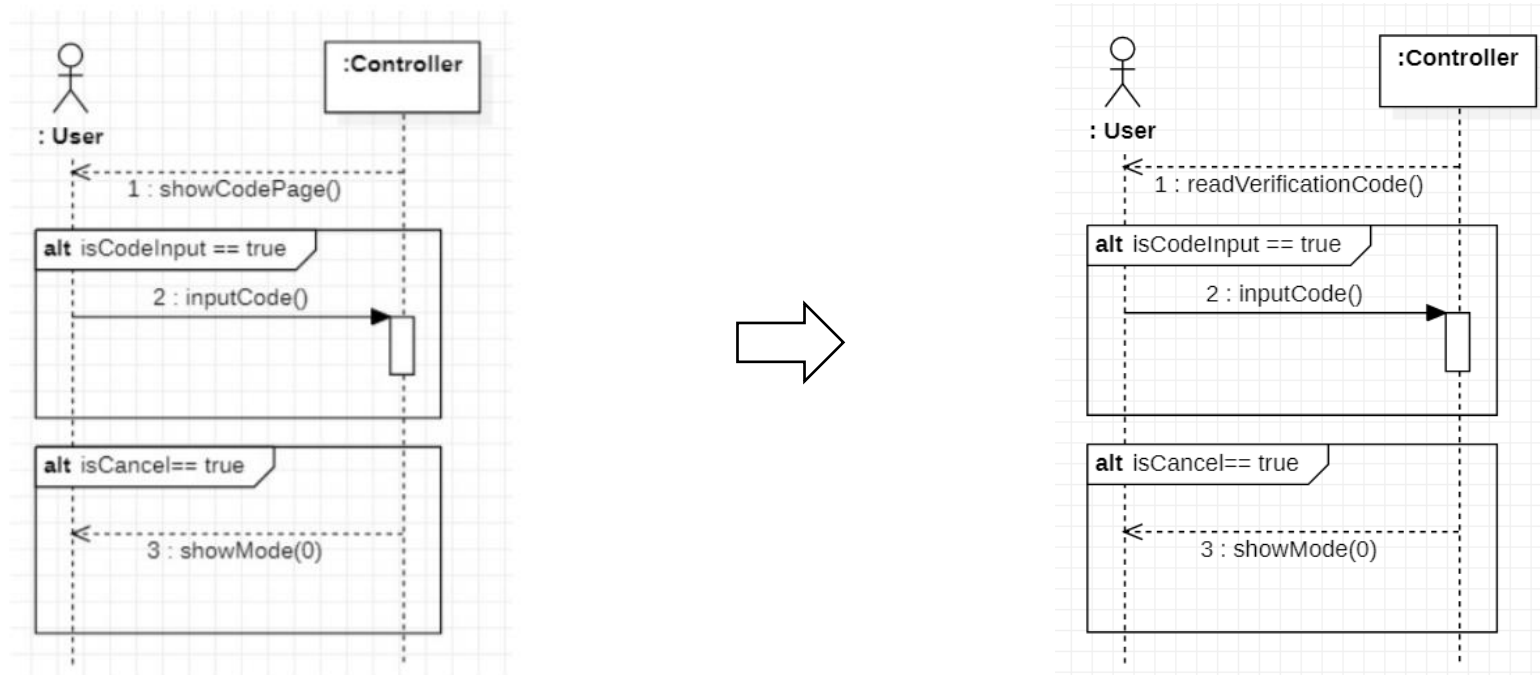 :Controller
: User
1 : showCodePage()
alt isCodeInput == true
2 : inputCode()
alt isCancel== true
3 : showMode(0)
:Controller
: User
1 : readVerificationCode()
alt isCodeInput == true
2 : inputCode()
alt isCancel== true
3 : showMode(0)